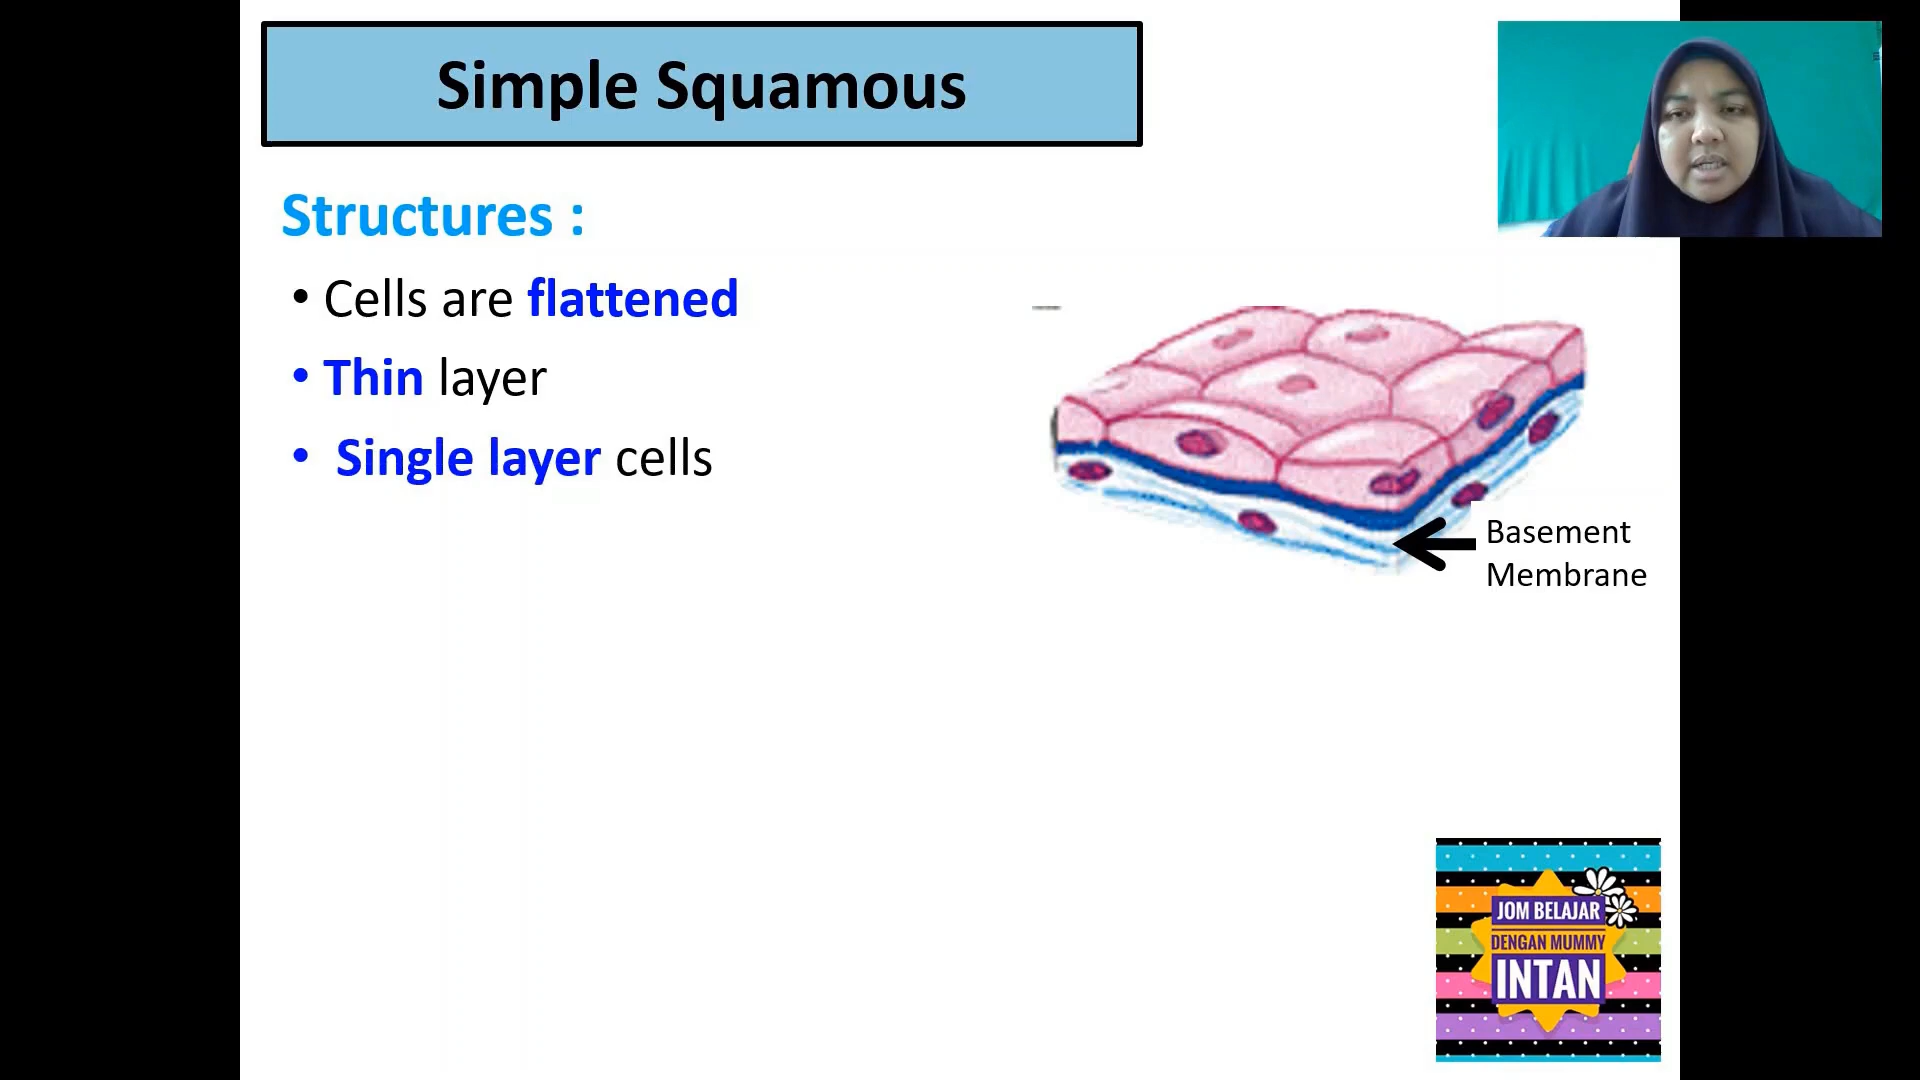 Simple Squamous
Structures :
• Cells are flattened
• Thin layer
• Single layer cells
Basement
Membrane
JOM BELAJAR
DENGAN MUMMY
INTAN